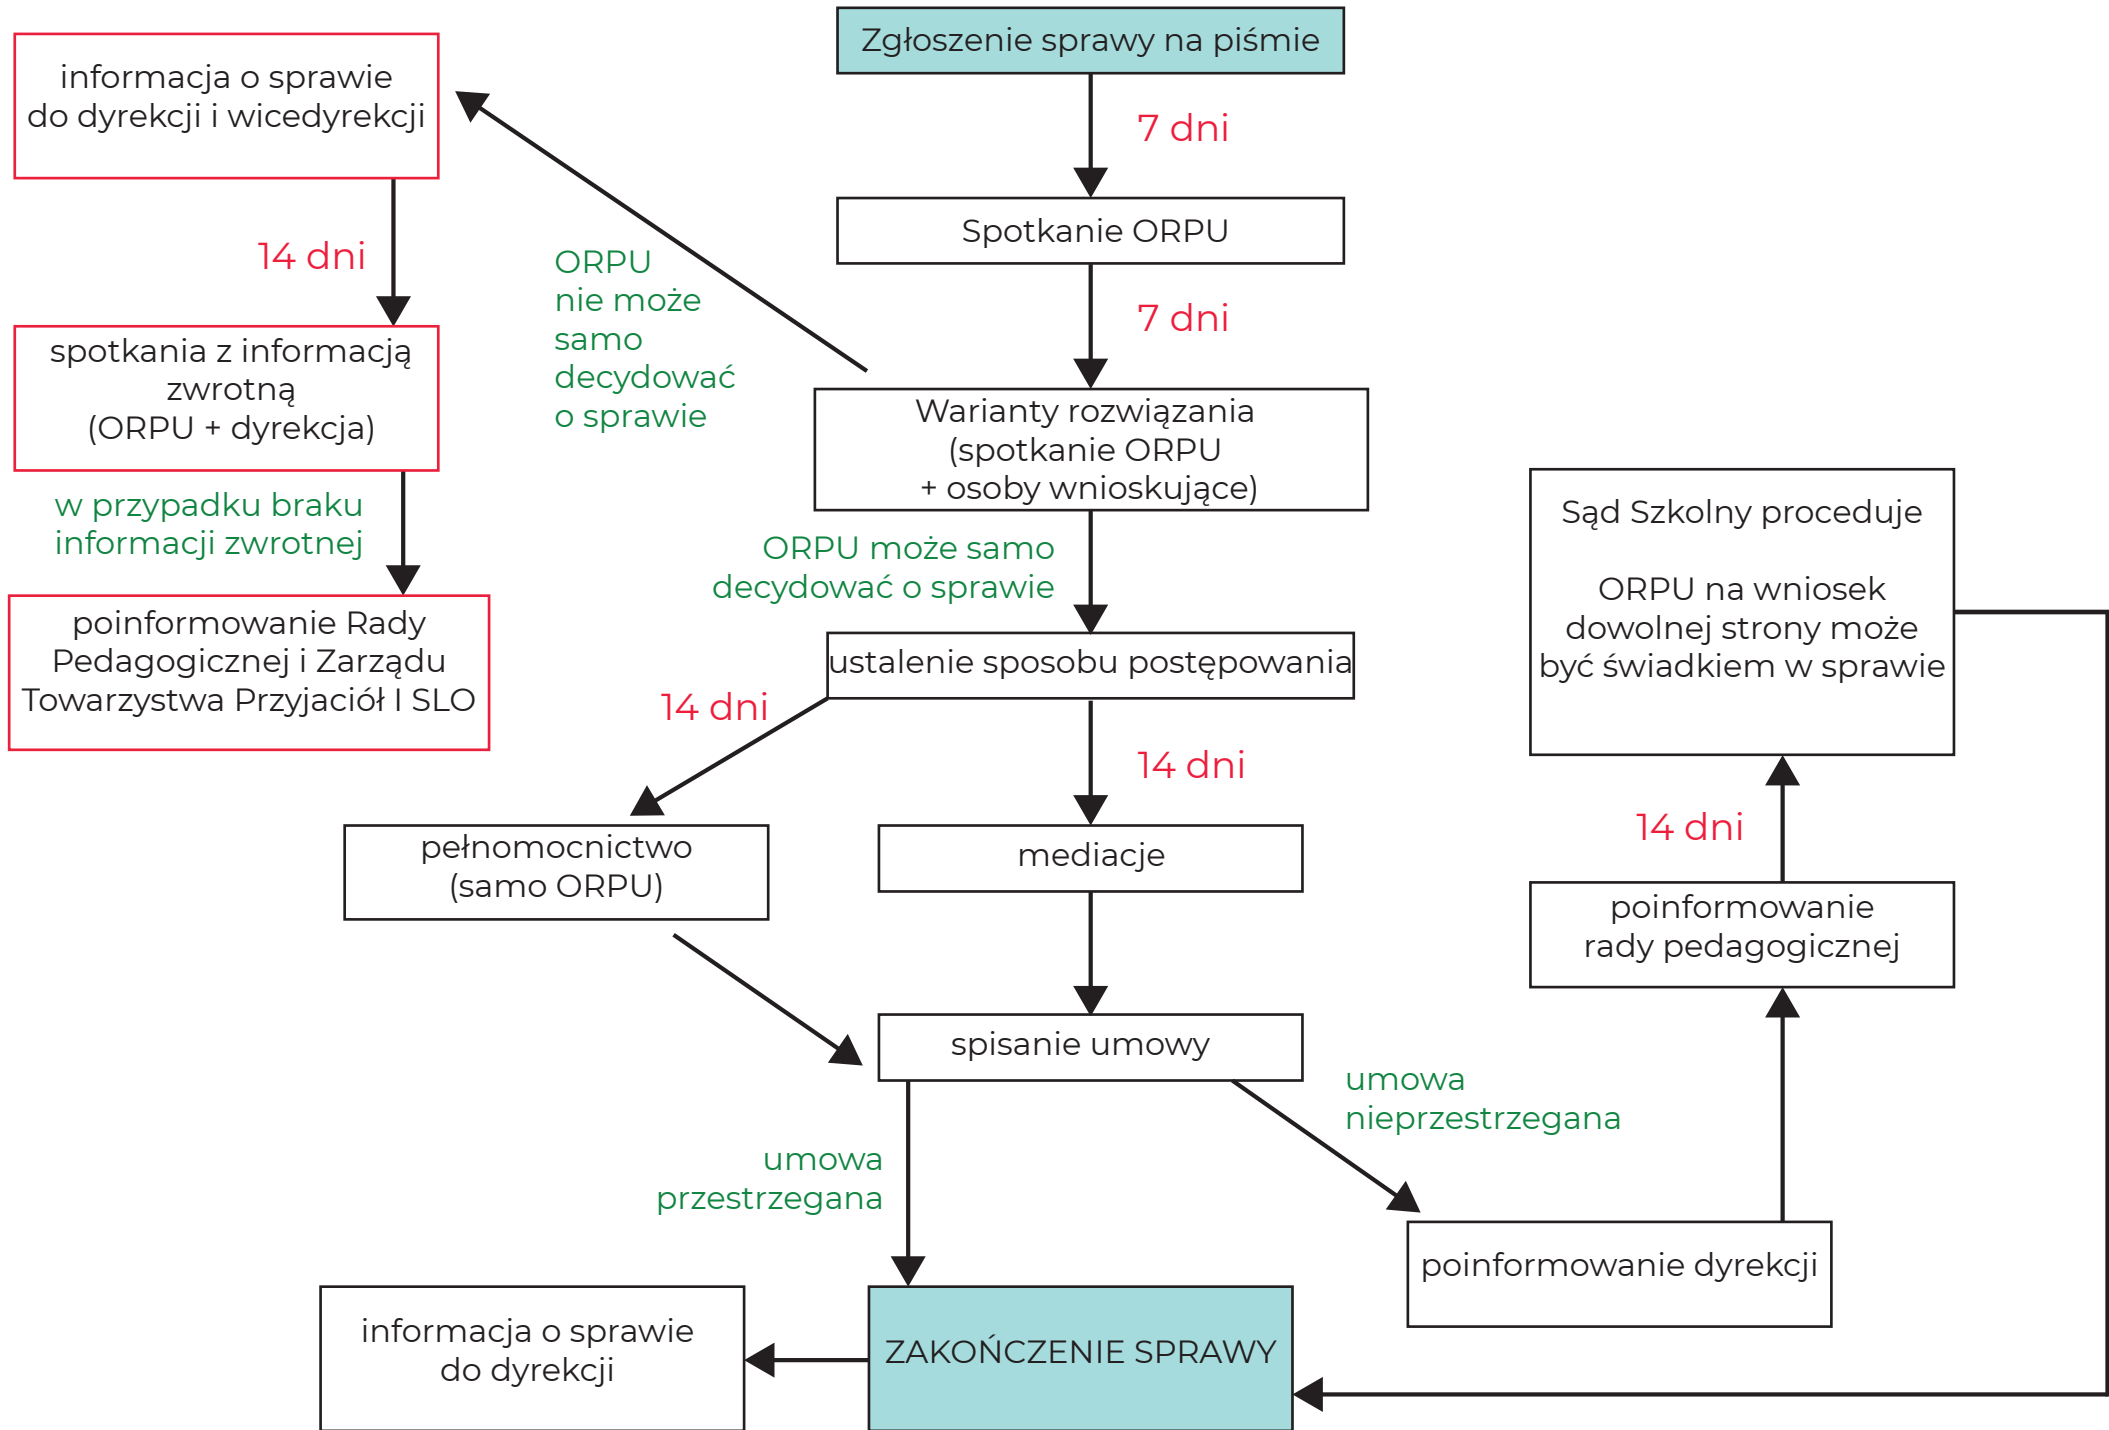 Zgłoszenie sprawy na piśmie
7 dni
Spotkanie ORPU
7 dni
Warianty rozwiązania
(spotkanie ORPU
+ osoby wnioskujące)
ORPU
nie może
samo
decydować
o sprawie
informacja o sprawie
do dyrekcji i wicedyrekcji
14 dni
spotkania z informacją
zwrotną
(ORPU + dyrekcja)
w przypadku braku
informacji zwrotnej
poinformowanie Rady
Pedagogicznej i Zarządu
Towarzystwa Przyjaciół I SLO
ORPU może samo
decydować o sprawie
ustalenie sposobu postępowania
14 dni
14 dni
pełnomocnictwo
(samo ORPU)
mediacje
spisanie umowy
umowa
przestrzegana
umowa
nieprzestrzegana
poinformowanie dyrekcji
poinformowanie
rady pedagogicznej
14 dni
Sąd Szkolny proceduje
ORPU na wniosek
dowolnej strony może
być świadkiem w sprawie
ZAKOŃCZENIE SPRAWY
informacja o sprawie
do dyrekcji